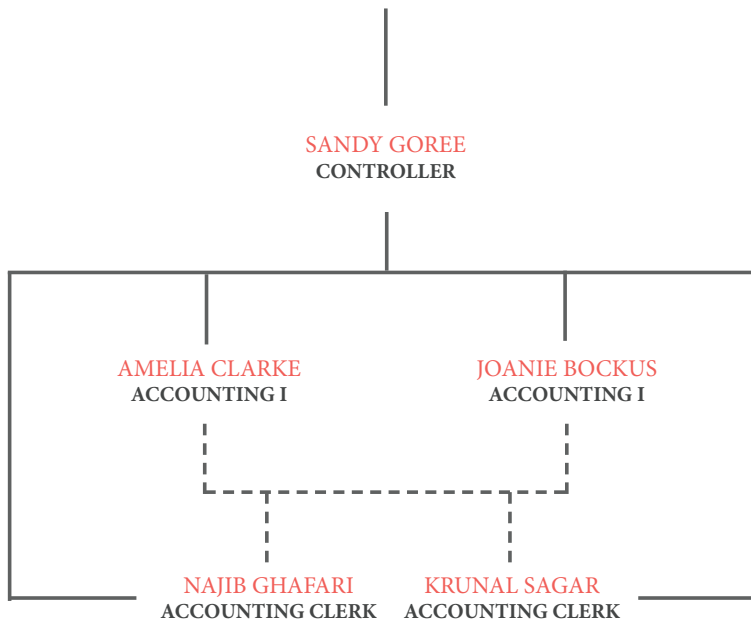 SANDY GOREE
CONTROLLER
AMELIA CLARKE
ACCOUNTING I
JOANIE BOCKUS
ACCOUNTING I
NAJIB GHAFARI
ACCOUNTING CLERK
KRUNAL SAGAR
ACCOUNTING CLERK